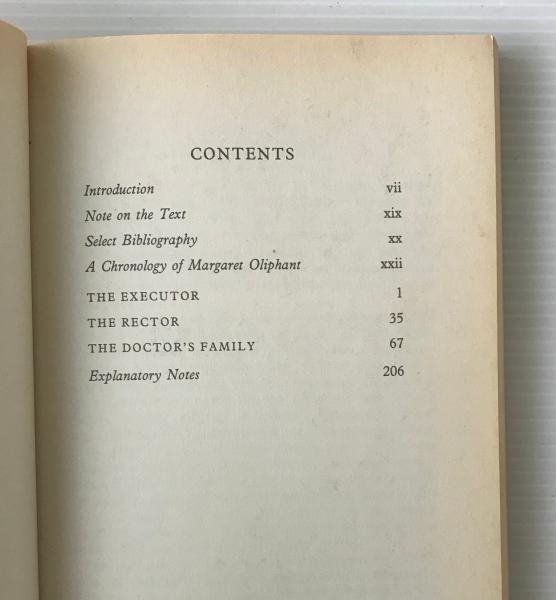 CONTENTS
Introduction vii
Note on the Text xix
Select Bibliography xx
A Chronology of Margaret Oliphant xxii
THE EXECUTOR 1
THE RECTOR 35
THE DOCTOR'S FAMILY 67
Explanatory Notes 206